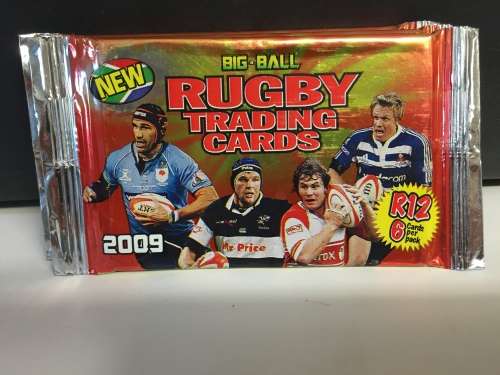 NEW
BIG-BALL
RUGBY
TRADING
CARDS
2009
Mr Price
R12
6 Cards
per
pack